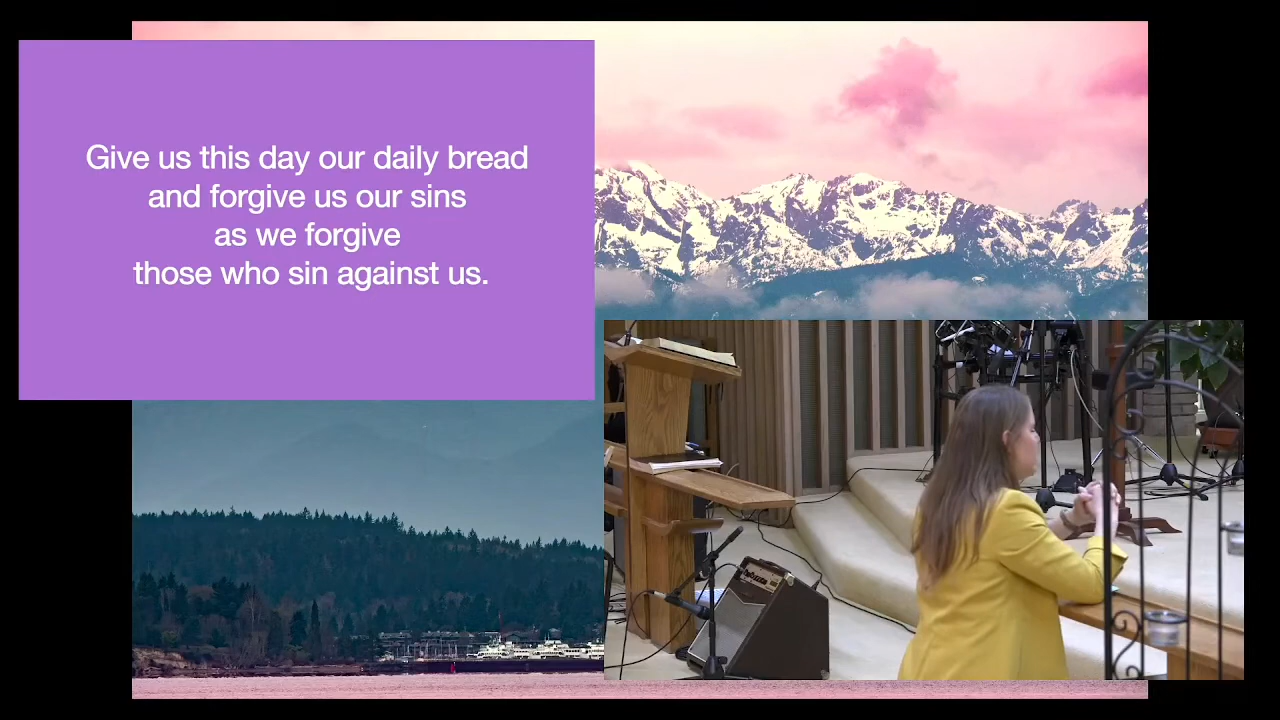 Give us this day our daily bread
and forgive us our sins
as we forgive
those who sin against us.